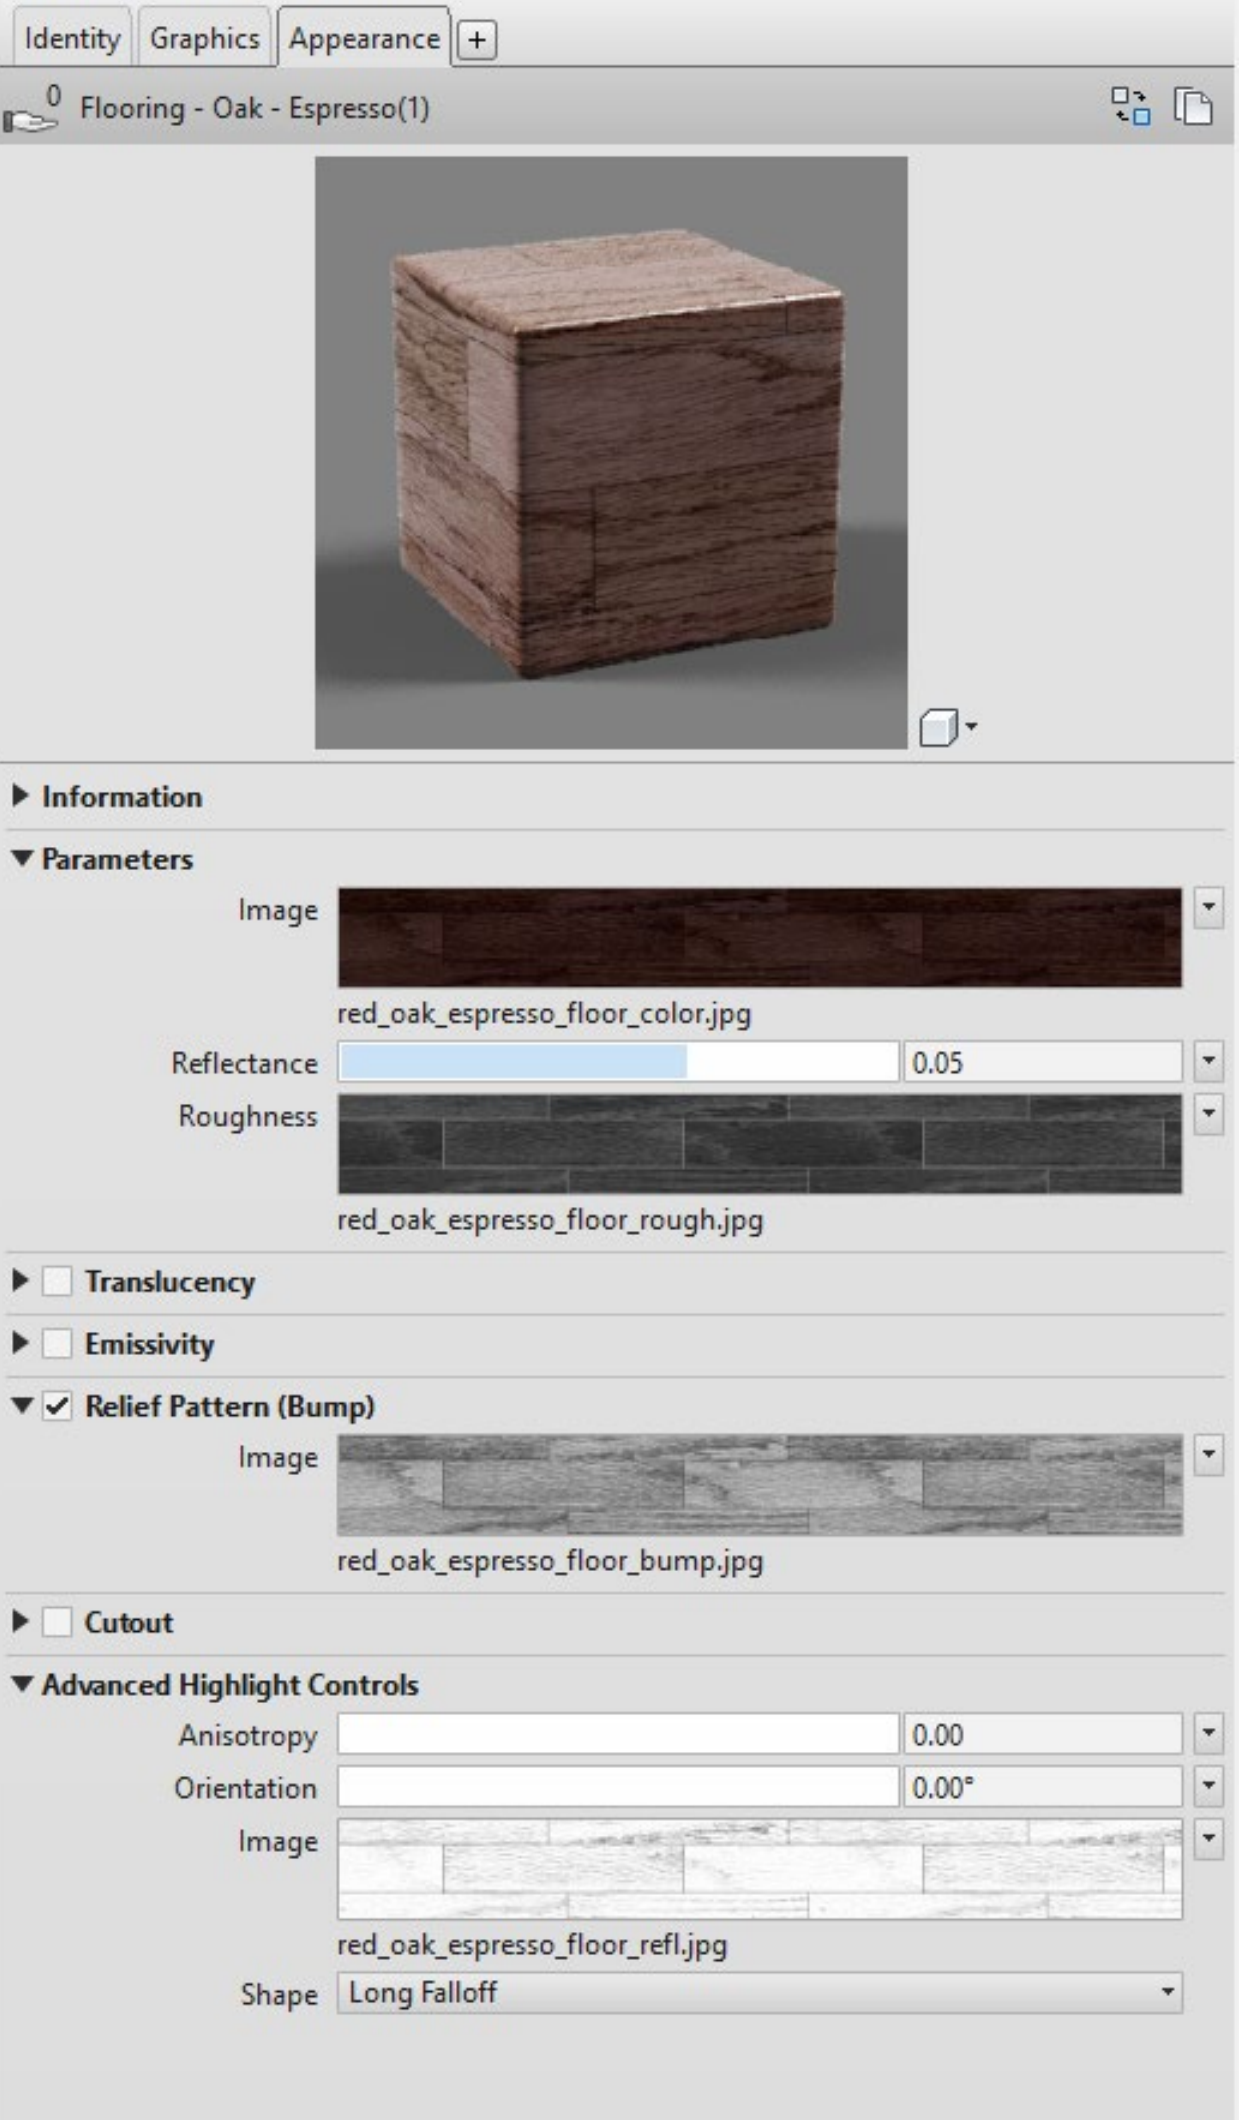 Identity Graphics Appearance +
0 Flooring - Oak - Espresso(1)
Information
Parameters
Image
red_oak_espresso_floor_color.jpg
Reflectance 0.05
Roughness
red_oak_espresso_floor_rough.jpg
Translucency
Emissivity
Relief Pattern (Bump)
Image
red_oak_espresso_floor_bump.jpg
Cutout
Advanced Highlight Controls
Anisotropy 0.00
Orientation 0.00°
Image
red_oak_espresso_floor_refl.jpg
Shape Long Falloff